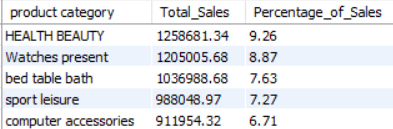 product category Total_Sales Percentage_of_Sales
HEALTH BEAUTY 1258681.34 9.26
Watches present 1205005.68 8.87
bed table bath 1036988.68 7.63
sport leisure 988048.97 7.27
computer accessories 911954.32 6.71